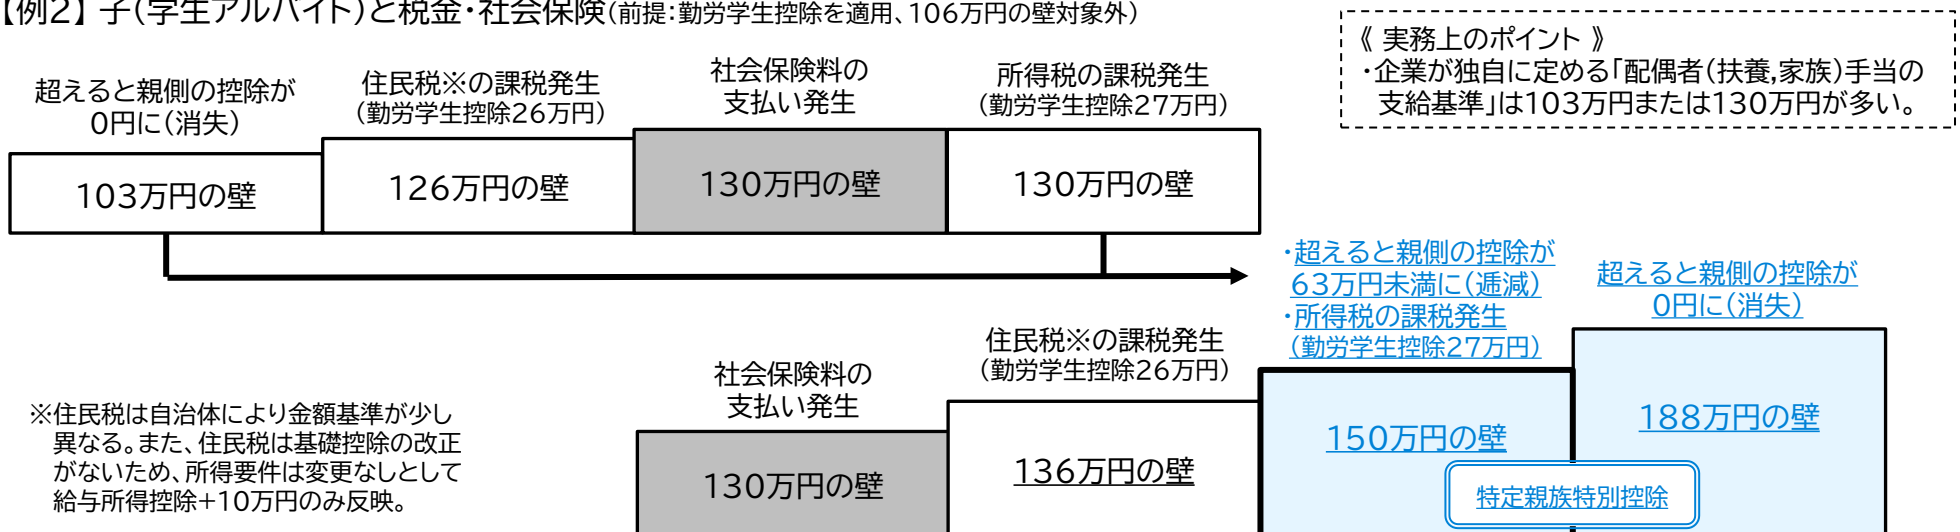 【例2】 子(学生アルバイト)と税金・社会保険(前提:勤労学生控除を適用、106万円の壁対象外)
《 実務上のポイント 》
・企業が独自に定める「配偶者(扶養,家族)手当の
支給基準」は103万円または130万円が多い。
超えると親側の控除が
0円に(消失)
住民税※の課税発生
(勤労学生控除26万円)
社会保険料の
支払い発生
所得税の課税発生
(勤労学生控除27万円)
103万円の壁
126万円の壁
130万円の壁
130万円の壁
・超えると親側の控除が
63万円未満に(逓減)
・所得税の課税発生
(勤労学生控除27万円)
超えると親側の控除が
0円に(消失)
住民税※の課税発生
(勤労学生控除26万円)
社会保険料の
支払い発生
※住民税は自治体により金額基準が少し
異なる。また、住民税は基礎控除の改正
がないため、所得要件は変更なしとして
給与所得控除+10万円のみ反映。
130万円の壁
136万円の壁
150万円の壁
188万円の壁
特定親族特別控除